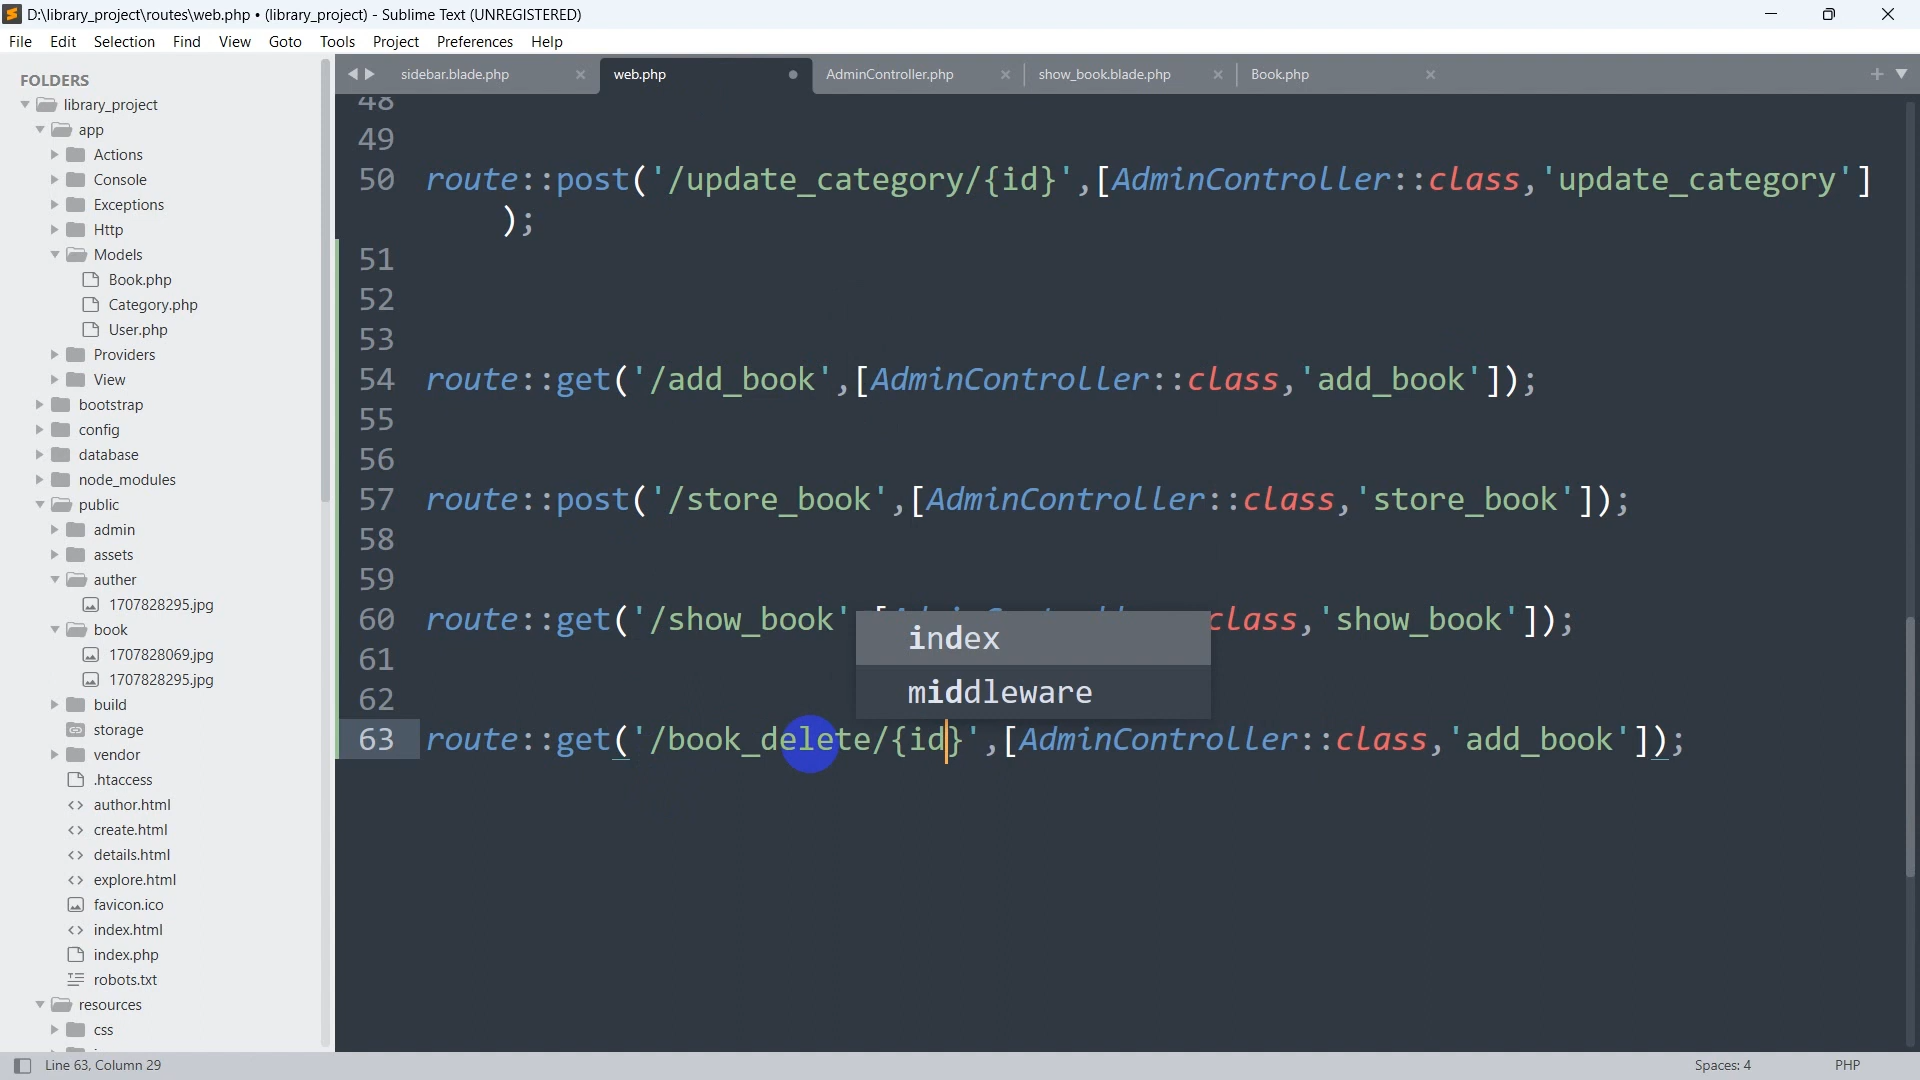 D:\library_project\routes\web.php • (library_project) - Sublime Text (UNREGISTERED)
File Edit Selection Find View Goto Tools Project Preferences Help
FOLDERS
library_project
app
Actions
Console
Exceptions
Http
Models
Book.php
Category.php
User.php
Providers
View
bootstrap
config
database
node_modules
public
admin
assets
auther
1707828295.jpg
book
1707828069.jpg
1707828295.jpg
build
storage
vendor
.htaccess
author.html
create.html
details.html
explore.html
favicon.ico
index.html
index.php
robots.txt
resources
css
sidebar.blade.php web.php AdminController.php show_book.blade.php Book.php
48
49
50 route::post('/update_category/{id}',[AdminController::class,'update_category']
);
51
52
53
54 route::get('/add_book',[AdminController::class,'add_book']);
55
56
57 route::post('/store_book',[AdminController::class,'store_book']);
58
59
60 route::get('/show_book' class,'show_book']);
index
61
middleware
62
63 route::get('/book_delete/{id}',[AdminController::class,'add_book']);
Line 63, Column 29 Spaces: 4 PHP